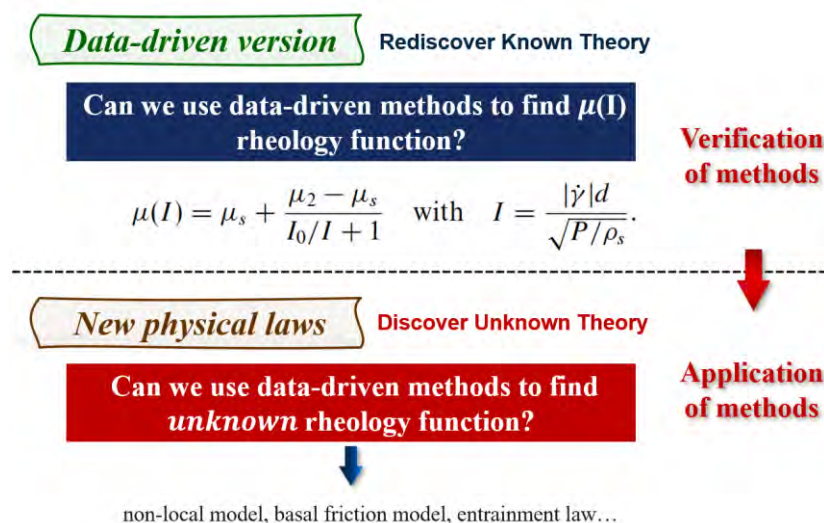 Data-driven version Rediscover Known Theory
Can we use data-driven methods to find μ(I)
rheology function?
Verification
of methods
μ(I) = μ_s + (μ_2 − μ_s)/(I_0/I + 1) with I = |γ̇|d/√(P/ρ_s).
New physical laws Discover Unknown Theory
Can we use data-driven methods to find
unknown rheology function?
Application
of methods
non-local model, basal friction model, entrainment law…